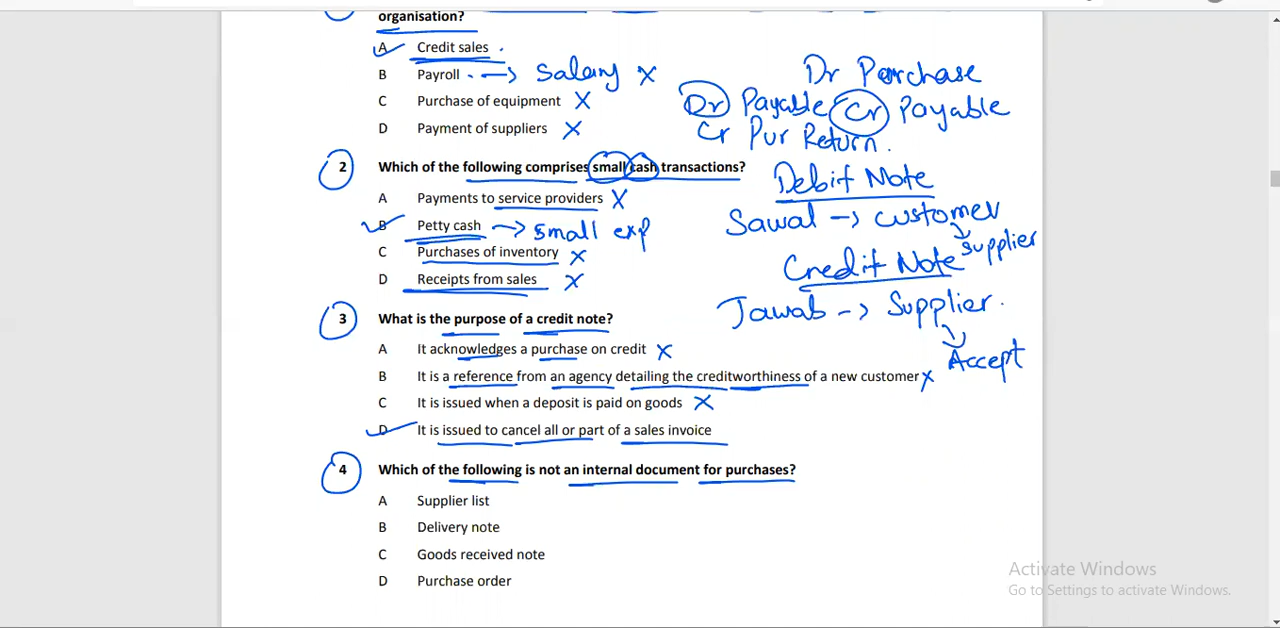 organisation?
A Credit sales
B Payroll → Salary X
C Purchase of equipment X
D Payment of suppliers X
Dr Purchase
Dr Payable Cr Payable
Cr Pur Return.
2 Which of the following comprises small cash transactions?
A Payments to service providers X
B Petty cash → small exp
C Purchases of inventory X
D Receipts from sales X
Debit Note
Sawal → customer
supplier
Credit Note
Jawab → Supplier.
Accept
3 What is the purpose of a credit note?
A It acknowledges a purchase on credit X
B It is a reference from an agency detailing the creditworthiness of a new customer X
C It is issued when a deposit is paid on goods X
D It is issued to cancel all or part of a sales invoice
4 Which of the following is not an internal document for purchases?
A Supplier list
B Delivery note
C Goods received note
D Purchase order
Activate Windows
Go to Settings to activate Windows.